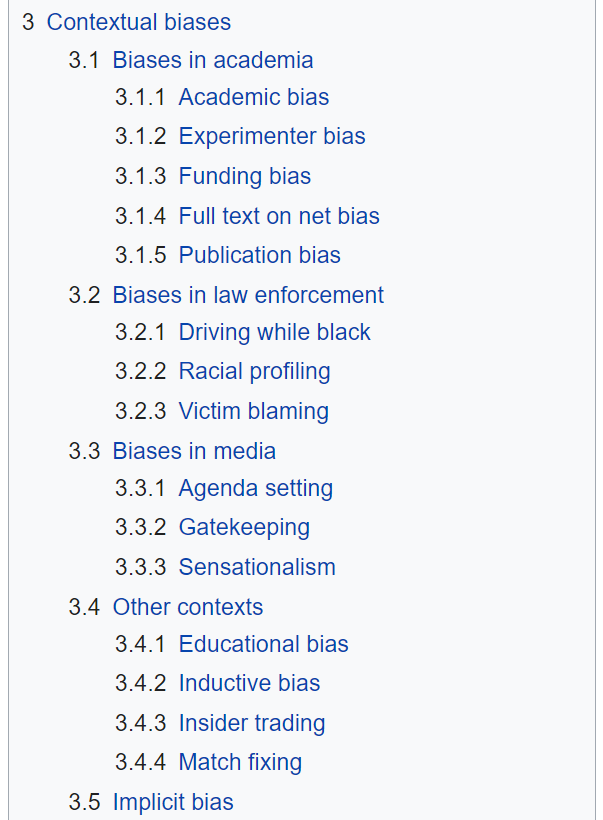 3 Contextual biases
3.1 Biases in academia
3.1.1 Academic bias
3.1.2 Experimenter bias
3.1.3 Funding bias
3.1.4 Full text on net bias
3.1.5 Publication bias
3.2 Biases in law enforcement
3.2.1 Driving while black
3.2.2 Racial profiling
3.2.3 Victim blaming
3.3 Biases in media
3.3.1 Agenda setting
3.3.2 Gatekeeping
3.3.3 Sensationalism
3.4 Other contexts
3.4.1 Educational bias
3.4.2 Inductive bias
3.4.3 Insider trading
3.4.4 Match fixing
3.5 Implicit bias